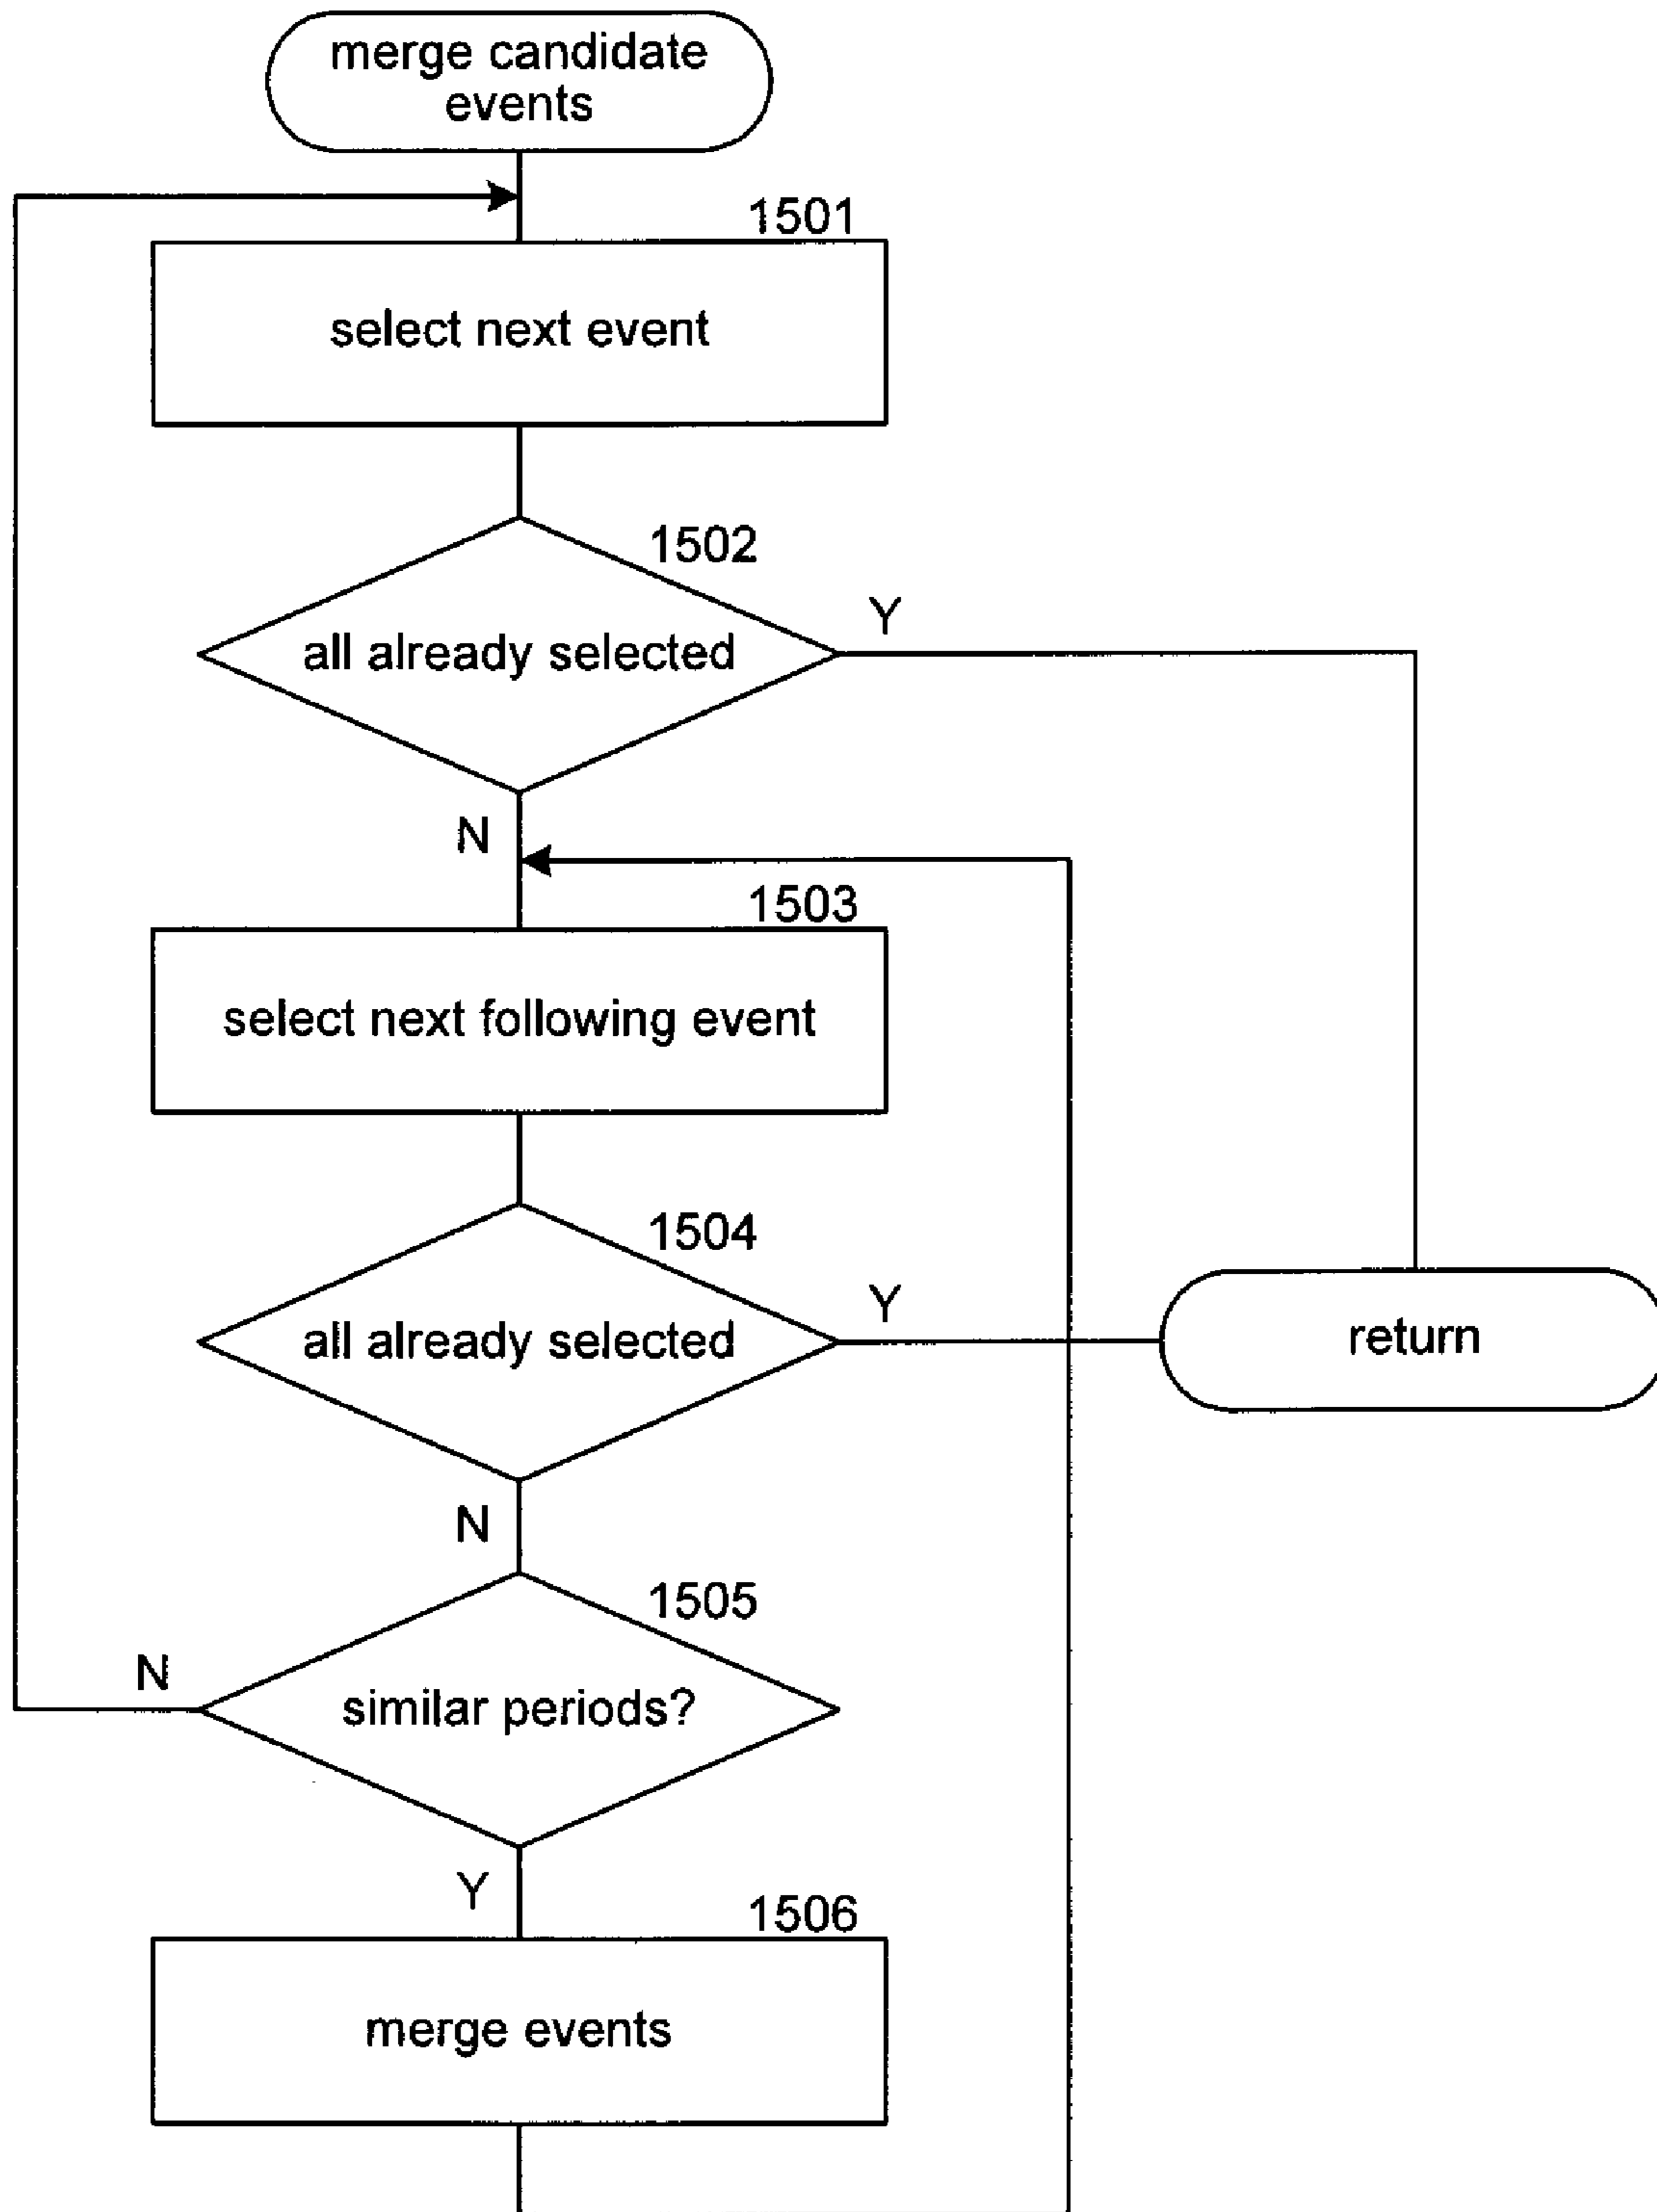 merge candidate
events
1501
select next event
1502
all already selected
Y
N
1503
select next following event
1504
all already selected
Y
return
N
1505
similar periods?
N
Y
1506
merge events